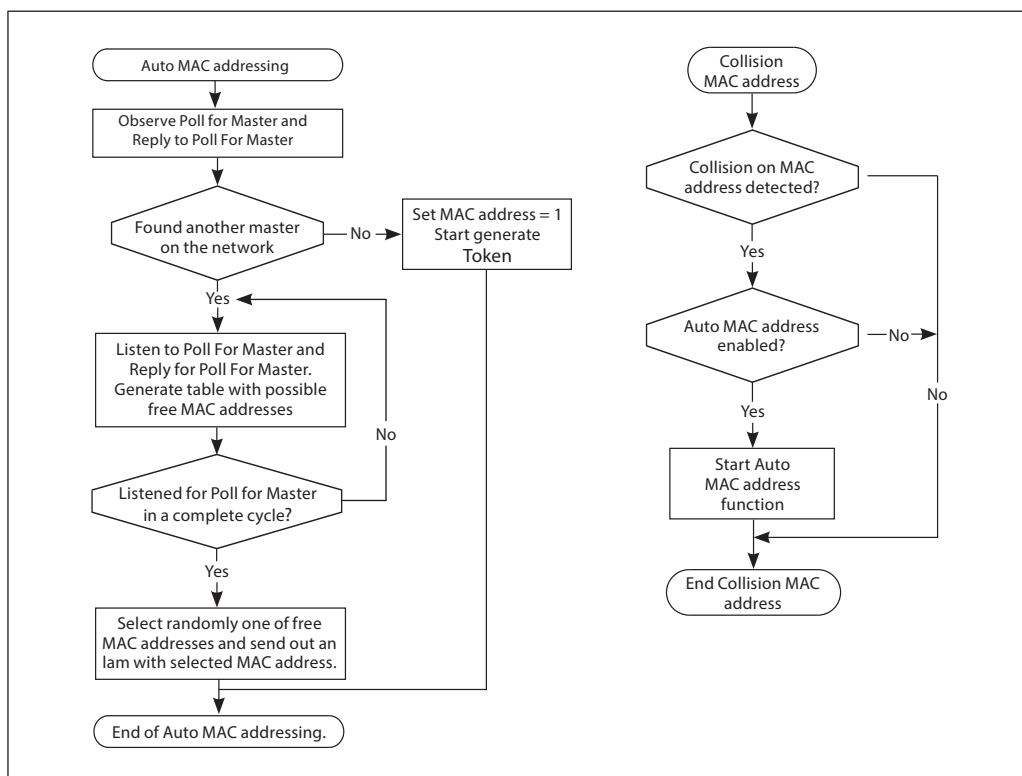 Auto MAC addressing
Observe Poll for Master and
Reply to Poll For Master
Found another master
on the network
No
Set MAC address = 1
Start generate
Token
Yes
Listen to Poll For Master and
Reply for Poll For Master.
Generate table with possible
free MAC addresses
No
Listened for Poll for Master
in a complete cycle?
Yes
Select randomly one of free
MAC addresses and send out an
Iam with selected MAC address.
End of Auto MAC addressing.
Collision
MAC address
Collision on MAC
address detected?
Yes
Auto MAC address
enabled?
No
No
Yes
Start Auto
MAC address
function
End Collision MAC
address